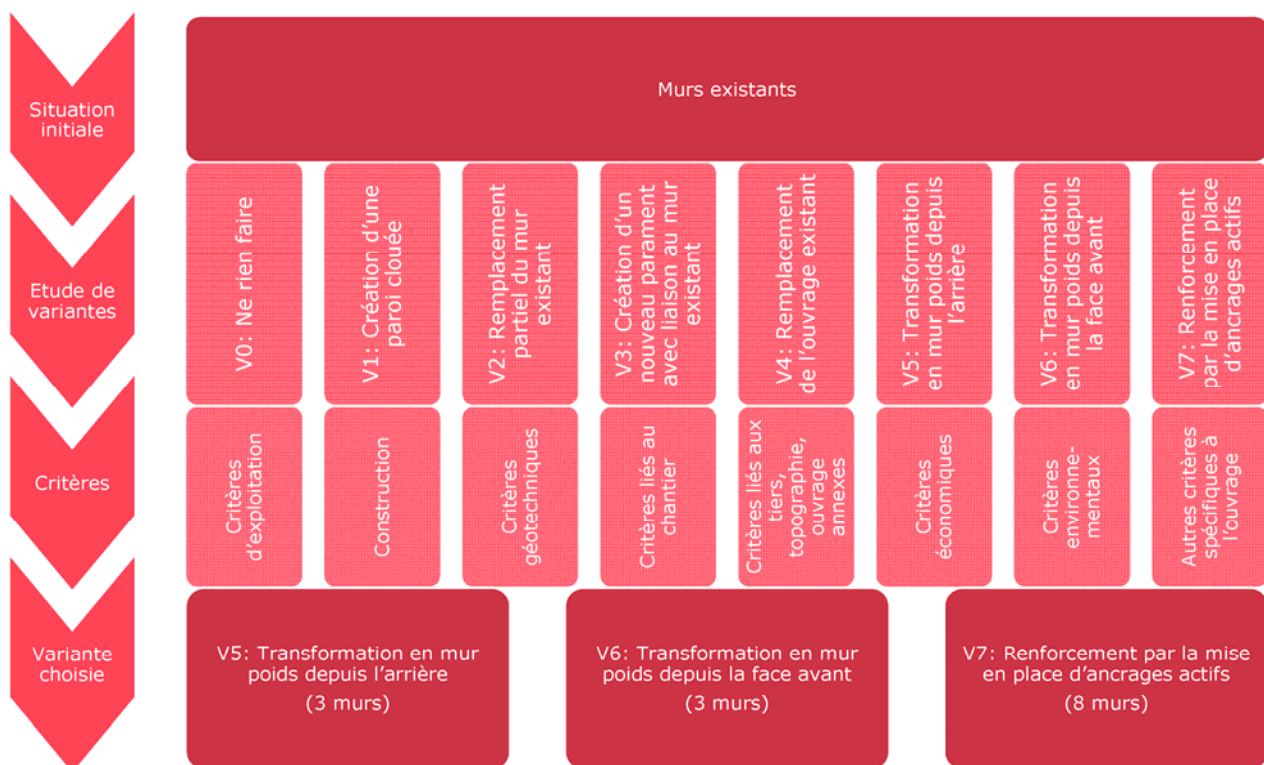 Situation
initiale
Murs existants
Etude de
variantes
V0: Ne rien faire
V1: Création d'une
paroi clouée
V2: Remplacement
partiel du mur
existant
V3: Création d'un
nouveau parament
avec liaison au mur
existant
V4: Remplacement
de l'ouvrage existant
V5: Transformation
en mur poids depuis
l'arrière
V6: Transformation
en mur poids depuis
la face avant
V7: Renforcement
par la mise en place
d'ancrages actifs
Critères
Critères
d'exploitation
Construction
Critères
géotechniques
Critères liés au
chantier
Critères liés aux
tiers,
topographie,
ouvrage
annexes
Critères
économiques
Critères
environne-
mentaux
Autres critères
spécifiques à
l'ouvrage
Variante
choisie
V5: Transformation en mur
poids depuis l'arrière
(3 murs)
V6: Transformation en mur
poids depuis la face avant
(3 murs)
V7: Renforcement par la mise
en place d'ancrages actifs
(8 murs)